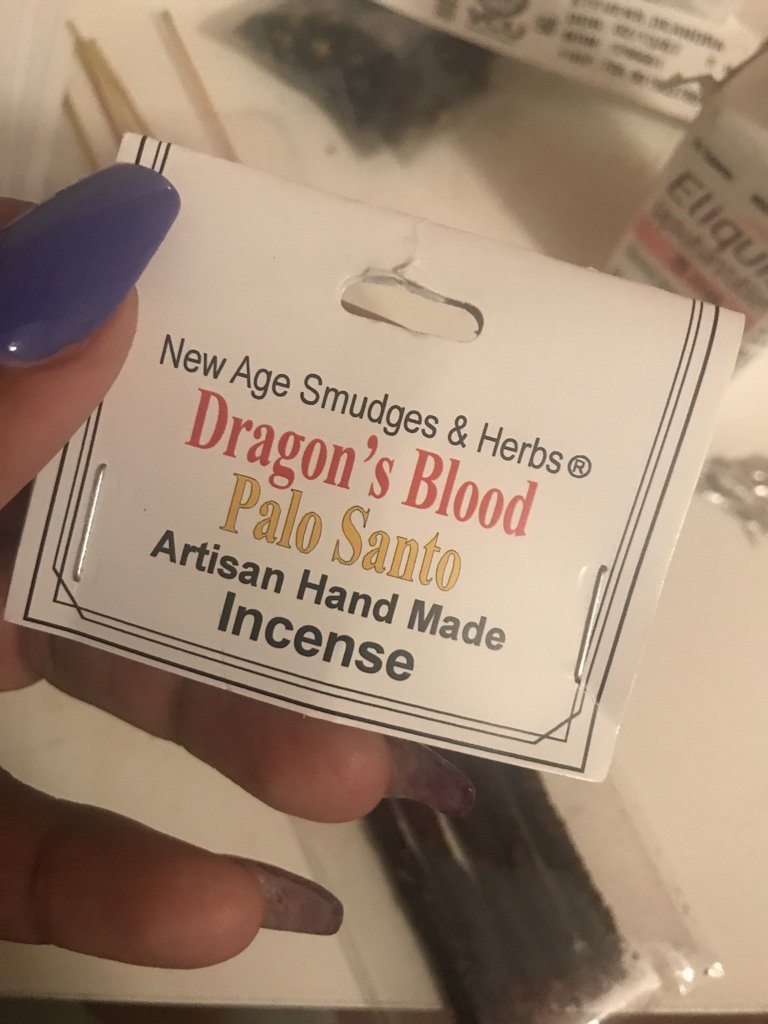 New Age Smudges & Herbs®
Dragon's Blood
Palo Santo
Artisan Hand Made
Incense